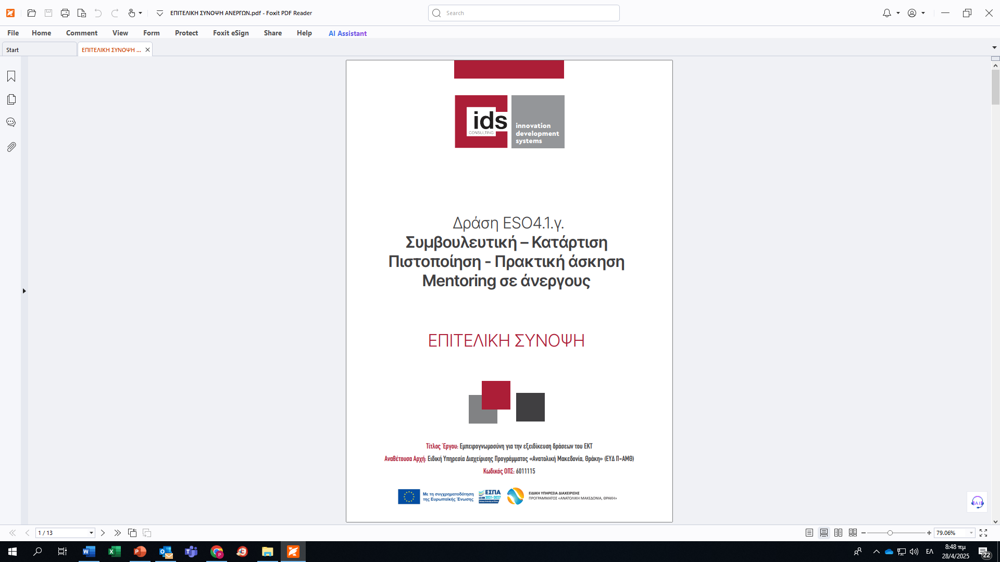 ΕΠΙΤΕΛΙΚΗ ΣΥΝΟΨΗ ΑΝΕΡΓΩΝ.pdf - Foxit PDF Reader
Search
File Home Comment View Form Protect Foxit eSign Share Help AI Assistant
Start
ΕΠΙΤΕΛΙΚΗ ΣΥΝΟΨΗ ...
ids
CONSULTING
innovation
development
systems
Δράση ESO4.1.γ.
Συμβουλευτική – Κατάρτιση
Πιστοποίηση - Πρακτική άσκηση
Mentoring σε άνεργους
ΕΠΙΤΕΛΙΚΗ ΣΥΝΟΨΗ
Τίτλος Έργου: Εμπειρογνωμοσύνη για την εξειδίκευση δράσεων του ΕΚΤ
Αναθέτουσα Αρχή: Ειδική Υπηρεσία Διαχείρισης Προγράμματος «Ανατολική Μακεδονία, Θράκη» (ΕΥΔ Π-ΑΜΘ)
Κωδικός ΟΠΣ: 6011115
Με τη συγχρηματοδότηση
της Ευρωπαϊκής Ένωσης
ΕΣΠΑ
2021-2027
ΕΙΔΙΚΗ ΥΠΗΡΕΣΙΑ ΔΙΑΧΕΙΡΙΣΗΣ
ΠΡΟΓΡΑΜΜΑΤΟΣ «ΑΝΑΤΟΛΙΚΗ ΜΑΚΕΔΟΝΙΑ, ΘΡΑΚΗ»
AI
1 / 13
79.06%
ΕΛ
8:48 πμ
28/4/2025
22